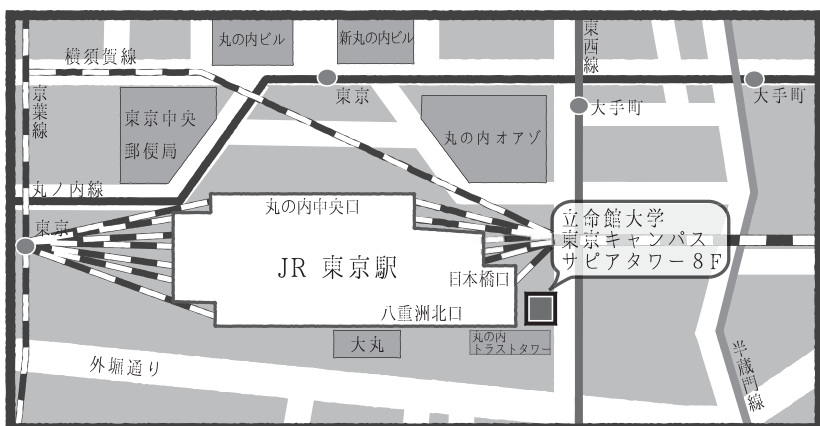 丸の内ビル
新丸の内ビル
東西線
横須賀線
京葉線
東京
大手町
大手町
東京中央
郵便局
丸の内オアゾ
丸ノ内線
東京
丸の内中央口
立命館大学
東京キャンパス
サピアタワー8F
JR 東京駅
日本橋口
八重洲北口
大丸
丸の内
トラストタワー
外堀通り
半蔵門線